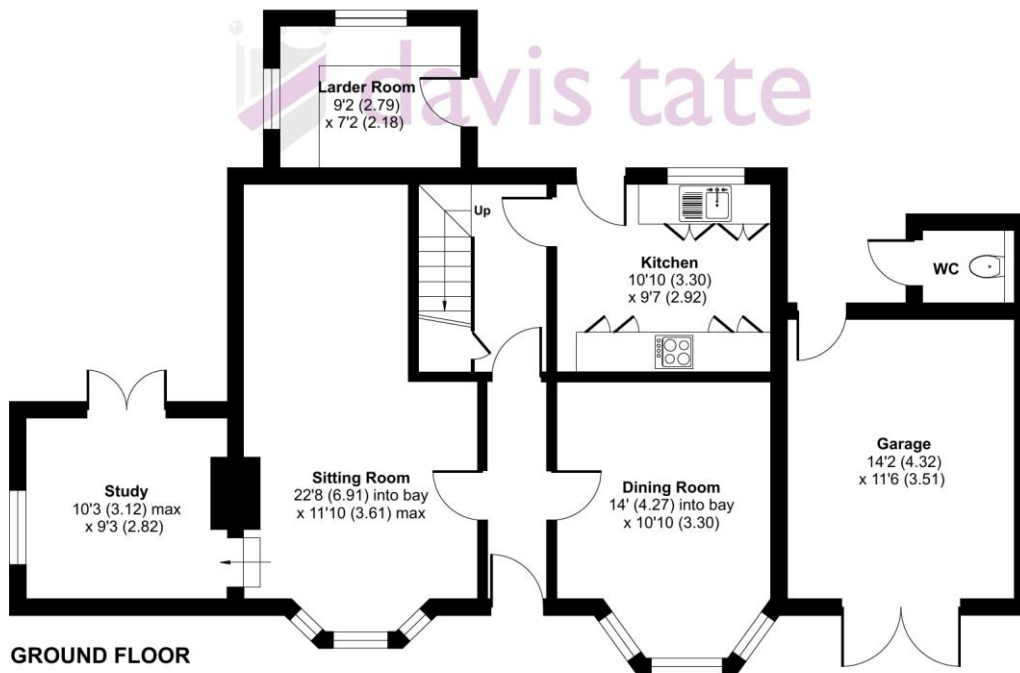 davis tate
Larder Room
9'2 (2.79)
x 7'2 (2.18)
Up
Kitchen
10'10 (3.30)
x 9'7 (2.92)
WC
Study
10'3 (3.12) max
x 9'3 (2.82)
Sitting Room
22'8 (6.91) into bay
x 11'10 (3.61) max
Dining Room
14' (4.27) into bay
x 10'10 (3.30)
Garage
14'2 (4.32)
x 11'6 (3.51)
GROUND FLOOR